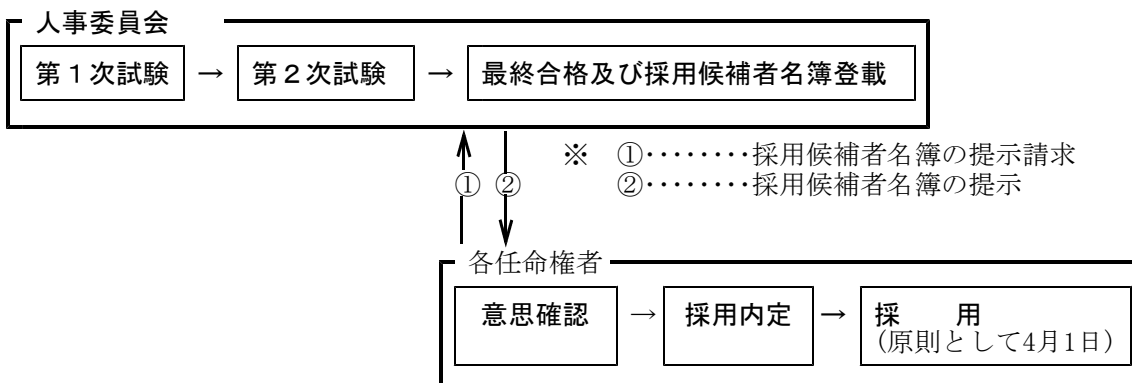 人事委員会
第１次試験 → 第２次試験 → 最終合格及び採用候補者名簿登載
※ ①‥‥‥‥採用候補者名簿の提示請求
① ② ②‥‥‥‥採用候補者名簿の提示
各任命権者
意思確認 → 採用内定 → 採　　用
(原則として4月1日)